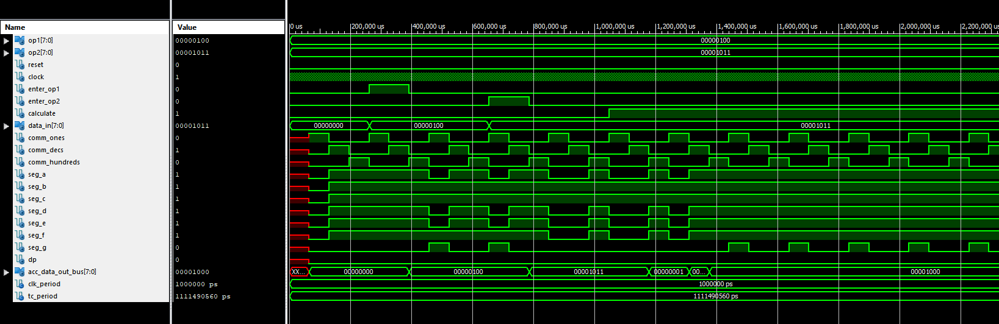 Name Value 0 us 200,000 us 400,000 us 600,000 us 800,000 us 1,000,000 us 1,200,000 us 1,400,000 us 1,600,000 us 1,800,000 us 2,000,000 us 2,200,000 us
op1[7:0] 00000100 00000100
op2[7:0] 00001011 00001011
reset 0
clock 1
enter_op1 0
enter_op2 0
calculate 1
data_in[7:0] 00001011 00000000 00000100 00001011
comm_ones 0
comm_decs 1
comm_hundreds 0
seg_a 1
seg_b 1
seg_c 1
seg_d 1
seg_e 1
seg_f 1
seg_g 0
dp 0
acc_data_out_bus[7:0] 00001000 XX... 00000000 00000100 00001011 00000001 00... 00001000
clk_period 1000000 ps 1000000 ps
tc_period 1111490560 ps 1111490560 ps